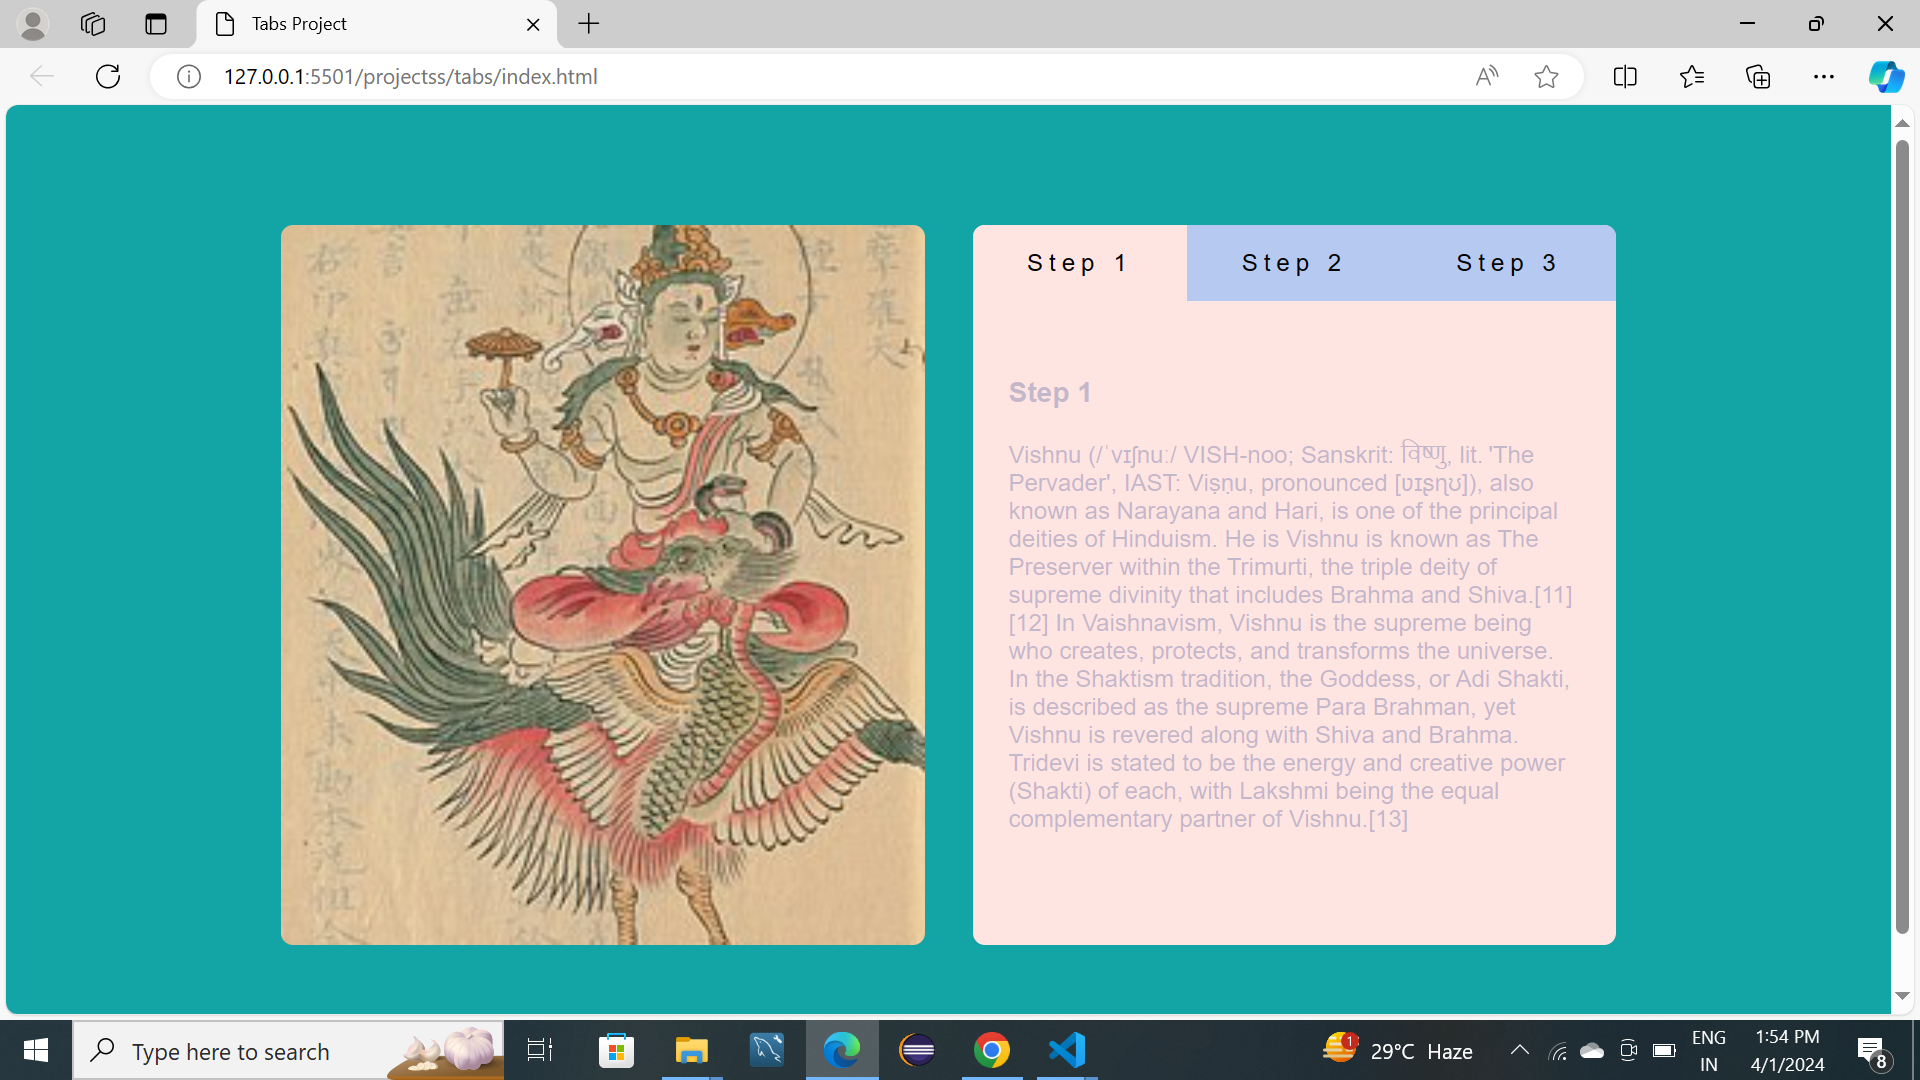 Tabs Project
127.0.0.1:5501/projectss/tabs/index.html
Step 1
Step 2
Step 3
Step 1
Vishnu (/ˈvɪʃnuː/ VISH-noo; Sanskrit: विष्णु, lit. 'The
Pervader', IAST: Viṣṇu, pronounced [ʋɪʂɳʊ]), also
known as Narayana and Hari, is one of the principal
deities of Hinduism. He is Vishnu is known as The
Preserver within the Trimurti, the triple deity of
supreme divinity that includes Brahma and Shiva.[11]
[12] In Vaishnavism, Vishnu is the supreme being
who creates, protects, and transforms the universe.
In the Shaktism tradition, the Goddess, or Adi Shakti,
is described as the supreme Para Brahman, yet
Vishnu is revered along with Shiva and Brahma.
Tridevi is stated to be the energy and creative power
(Shakti) of each, with Lakshmi being the equal
complementary partner of Vishnu.[13]
Type here to search
1
29°C Haze
ENG
IN
1:54 PM
4/1/2024
8